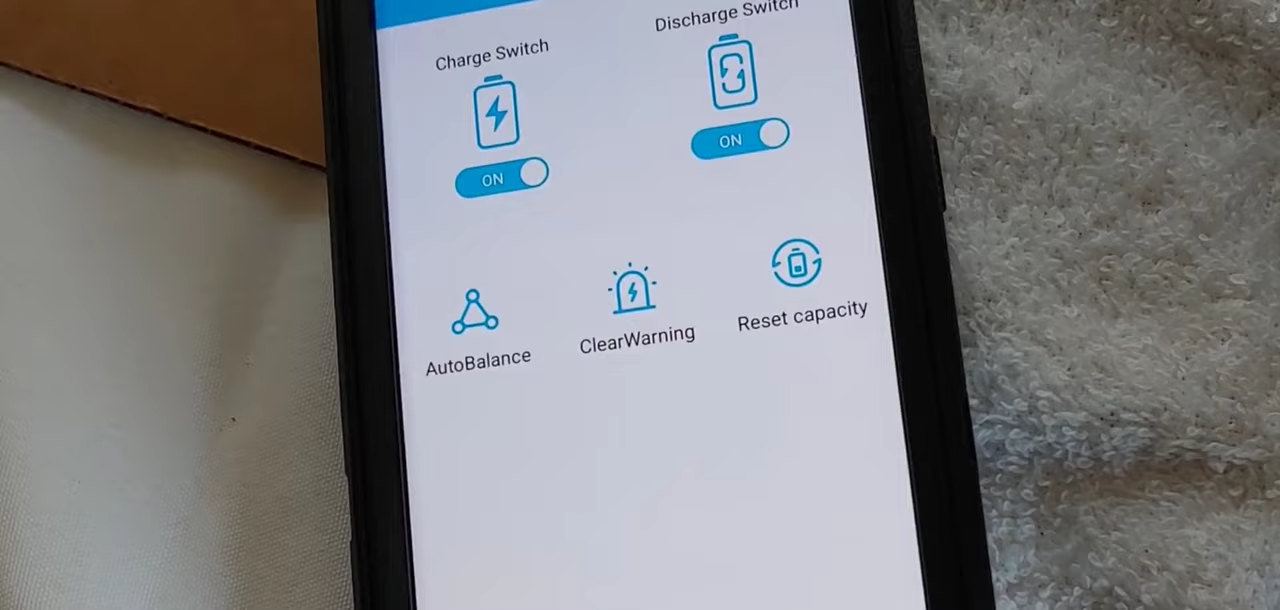 Charge Switch
Discharge Switch
ON
ON
AutoBalance
ClearWarning
Reset capacity